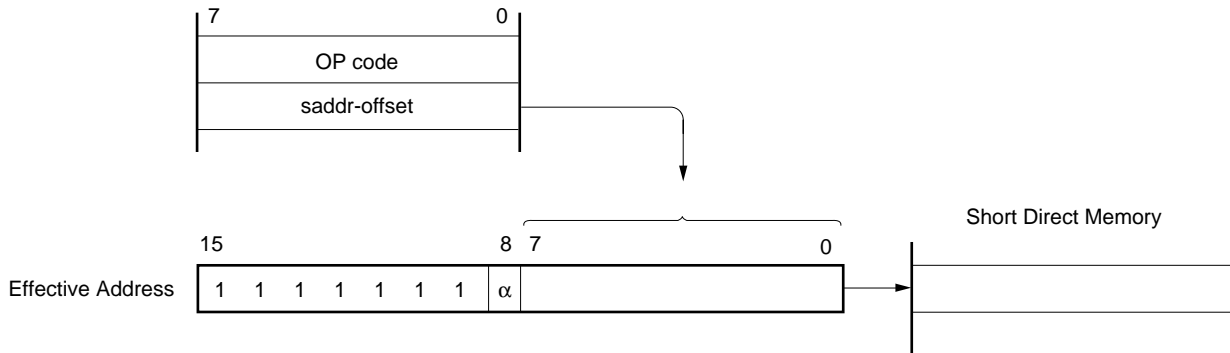 7 0
OP code
saddr-offset
Short Direct Memory
15 8 7 0
Effective Address 1 1 1 1 1 1 1 α